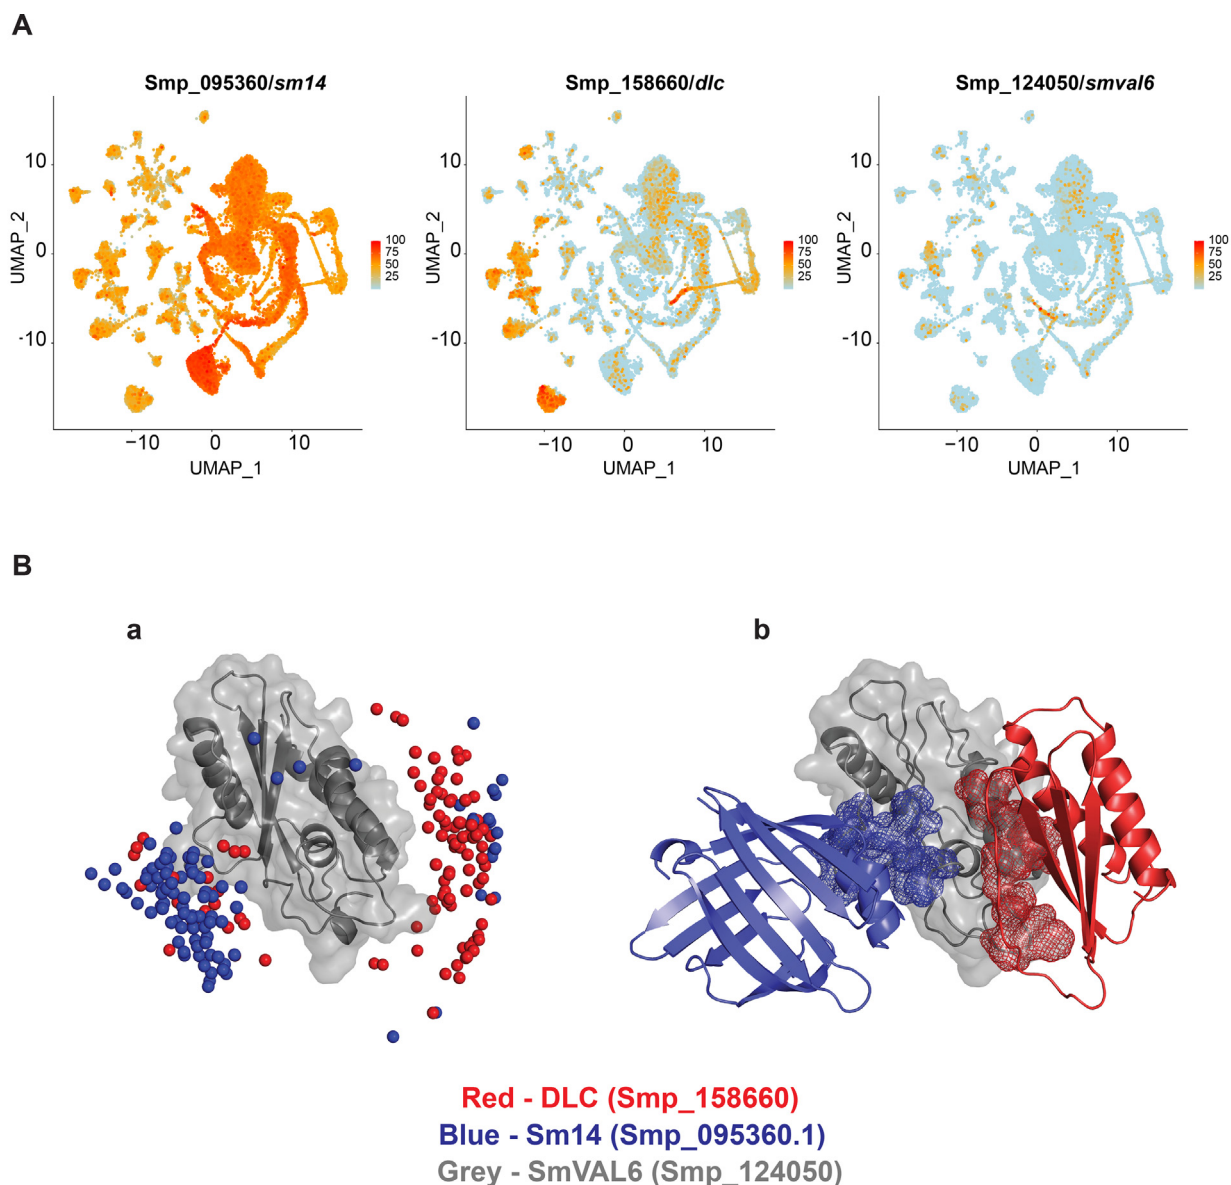 A
Smp_095360/sm14
Smp_158660/dlc
Smp_124050/smval6
10
0
-10
UMAP_2
−10
0
10
UMAP_1
100
75
50
25
10
0
-10
UMAP_2
−10
0
10
UMAP_1
100
75
50
25
10
0
-10
UMAP_2
−10
0
10
UMAP_1
100
75
50
25
B
a
b
Red - DLC (Smp_158660)
Blue - Sm14 (Smp_095360.1)
Grey - SmVAL6 (Smp_124050)